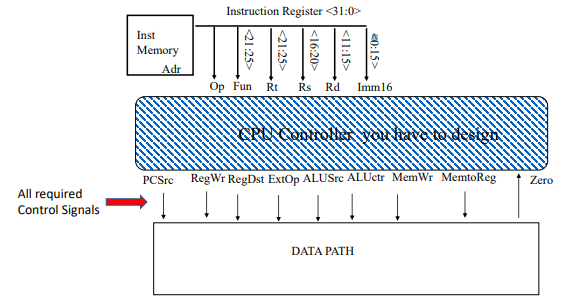 Instruction Register <31:0>
Inst
Memory
Adr
<21:25>
<21:25>
<16:20>
<11:15>
<0:15>
Op Fun Rt Rs Rd Imm16
CPU Controller you have to design
PCSrc RegWr RegDst ExtOp ALUSrc ALUctr MemWr MemtoReg Zero
All required
Control Signals
DATA PATH